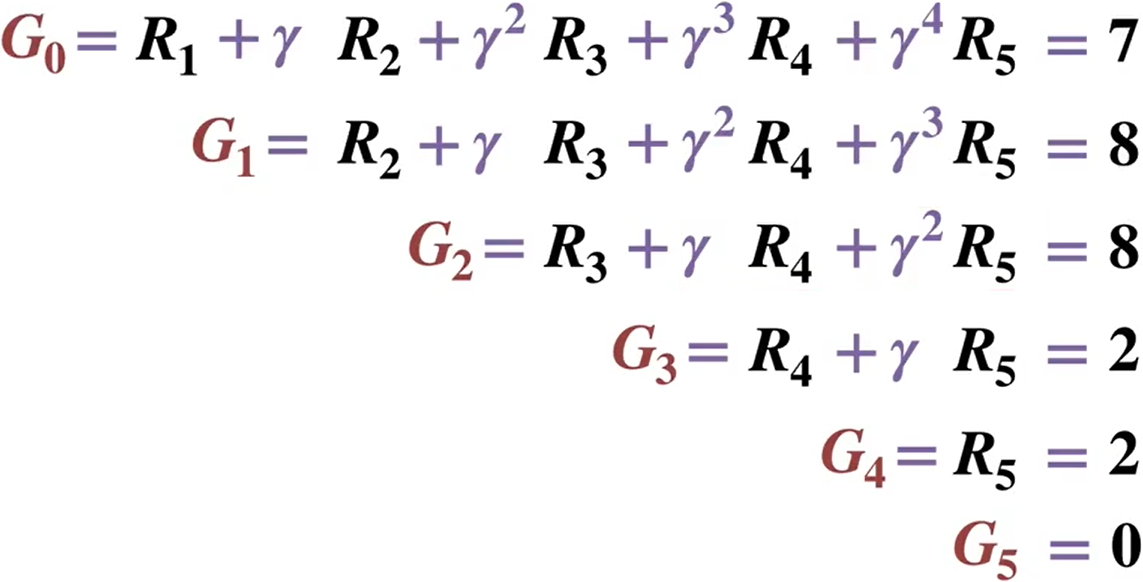 G₀ = R₁ + γ R₂ + γ² R₃ + γ³ R₄ + γ⁴ R₅ = 7
G₁ = R₂ + γ R₃ + γ² R₄ + γ³ R₅ = 8
G₂ = R₃ + γ R₄ + γ² R₅ = 8
G₃ = R₄ + γ R₅ = 2
G₄ = R₅ = 2
G₅ = 0